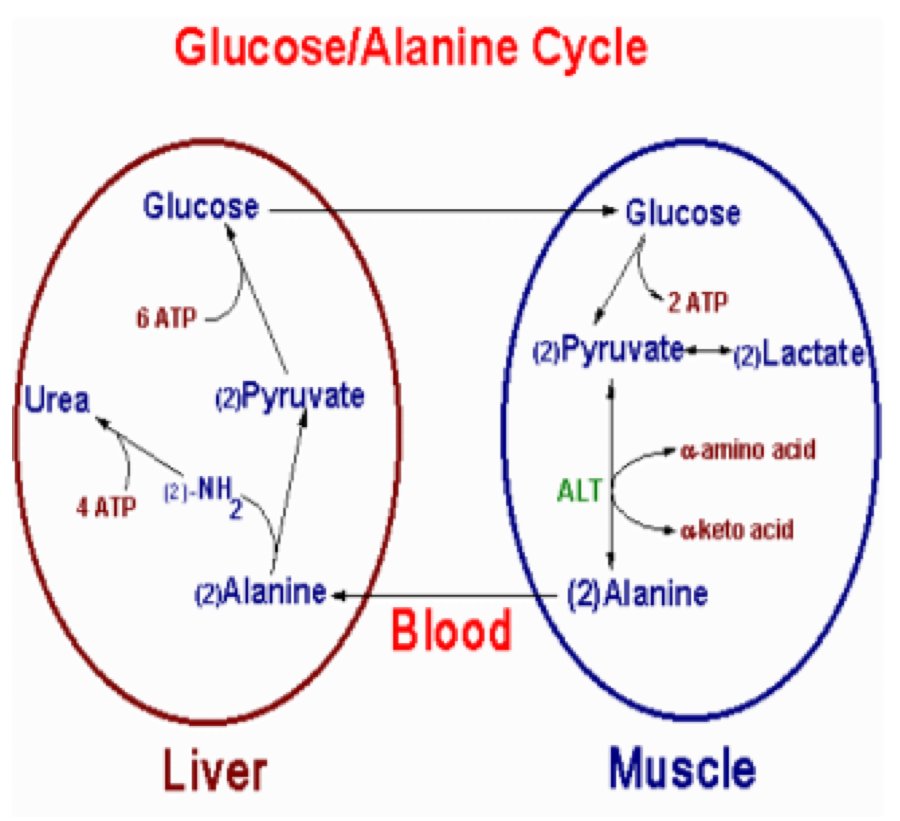 Glucose/Alanine Cycle
Glucose
Glucose
6 ATP
2 ATP
(2)Pyruvate
(2)Lactate
Urea
(2)Pyruvate
α-amino acid
4 ATP
(2)-NH2
ALT
α-keto acid
(2)Alanine
(2)Alanine
Blood
Liver
Muscle